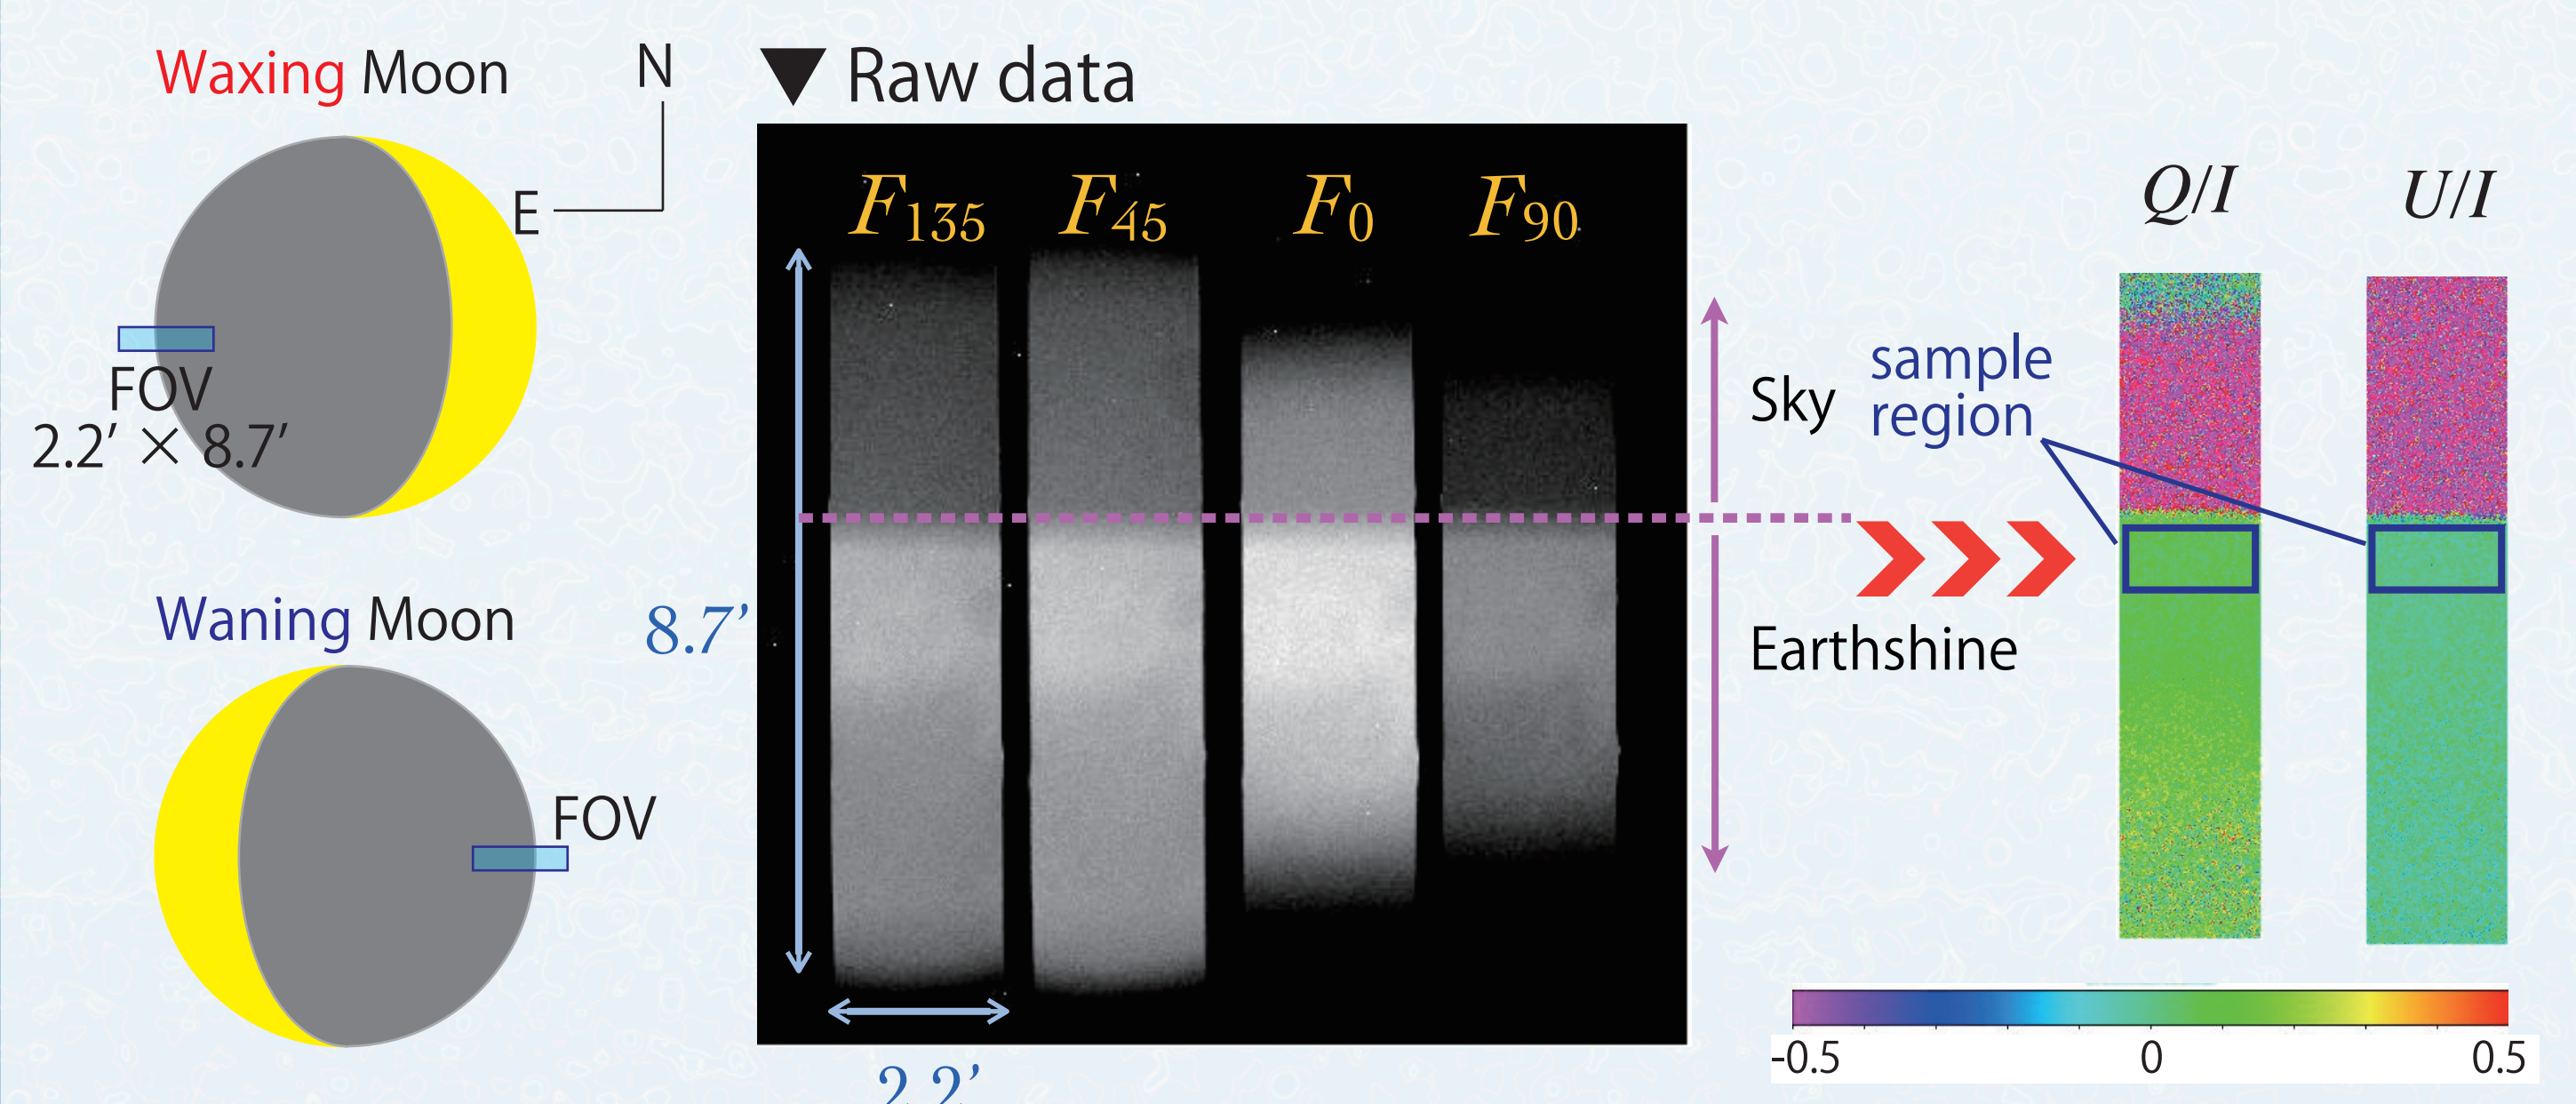 Waxing Moon
N
E
FOV
2.2′ × 8.7′
Waning Moon
FOV
▼ Raw data
F135
F45
F0
F90
8.7′
2.2′
Sky
Earthshine
sample
region
Q/I
U/I
-0.5
0
0.5